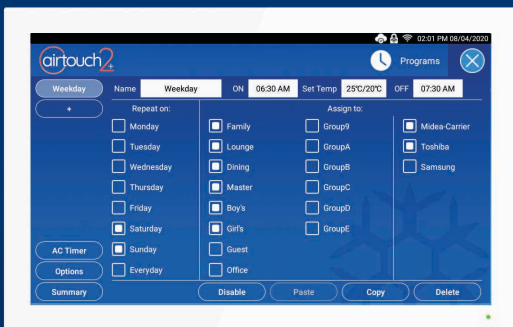 02:01 PM 08/04/2020
airtouch 2+
Programs
Weekday
Name Weekday ON 06:30 AM Set Temp 25°C/20°C OFF 07:30 AM
+
Repeat on: Assign to:
Monday Family Group9 Midea-Carrier
Tuesday Lounge GroupA Toshiba
Wednesday Dining GroupB Samsung
Thursday Master GroupC
Friday Boy's GroupD
Saturday Girl's GroupE
AC Timer Sunday Guest
Options Everyday Office
Summary Disable Paste Copy Delete